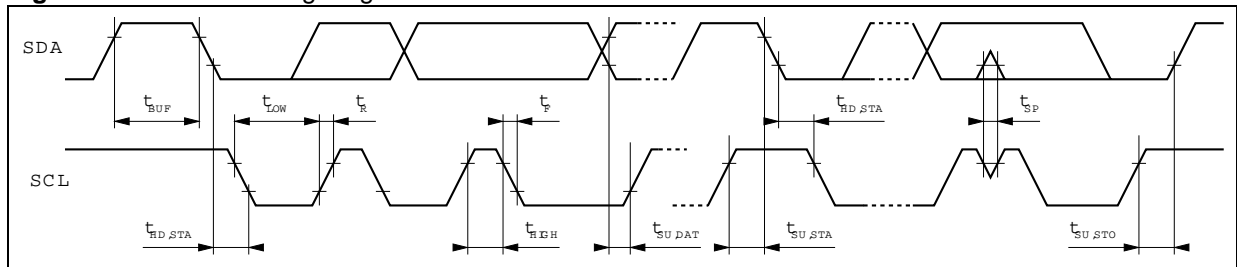 SDA
tBUF tLOW tR tF tHD,STA tSP
SCL
tHD,STA tHIGH tSU,DAT tSU,STA tSU,STO